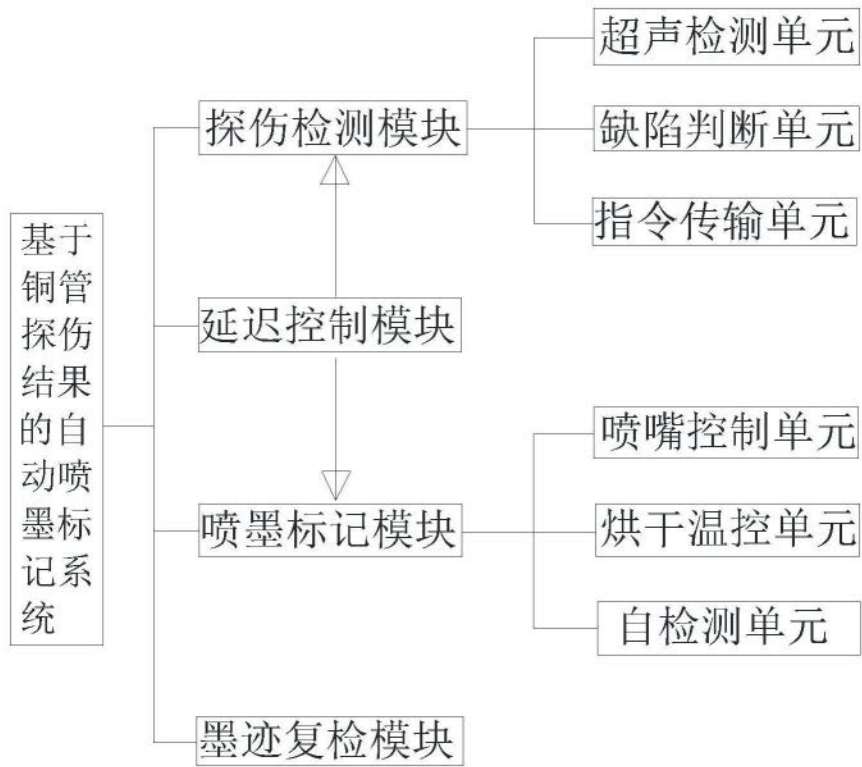 基于
铜管
探伤
结果
的自
动喷
墨标
记系
统
探伤检测模块
超声检测单元
缺陷判断单元
指令传输单元
延迟控制模块
喷墨标记模块
喷嘴控制单元
烘干温控单元
自检测单元
墨迹复检模块